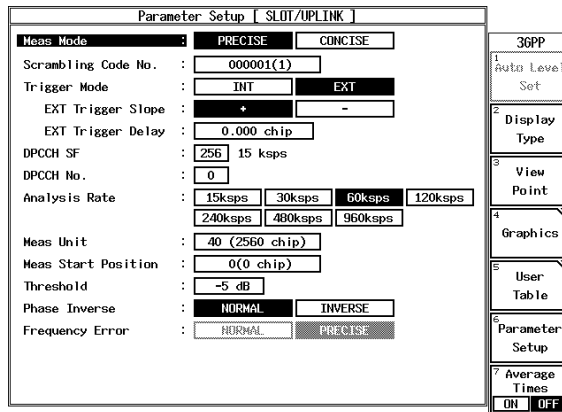 Parameter Setup [ SLOT/UPLINK ]
Meas Mode : PRECISE CONCISE
Scrambling Code No. : 000001(1)
Trigger Mode : INT EXT
EXT Trigger Slope : + -
EXT Trigger Delay : 0.000 chip
DPCCH SF : 256 15 ksps
DPCCH No. : 0
Analysis Rate : 15ksps 30ksps 60ksps 120ksps
240ksps 480ksps 960ksps
Meas Unit : 40 (2560 chip)
Meas Start Position : 0(0 chip)
Threshold : -5 dB
Phase Inverse : NORMAL INVERSE
Frequency Error : NORMAL PRECISE
3GPP
1
Auto Level
Set
2
Display
Type
3
View
Point
4
Graphics
5
User
Table
6
Parameter
Setup
7
Average
Times
ON OFF